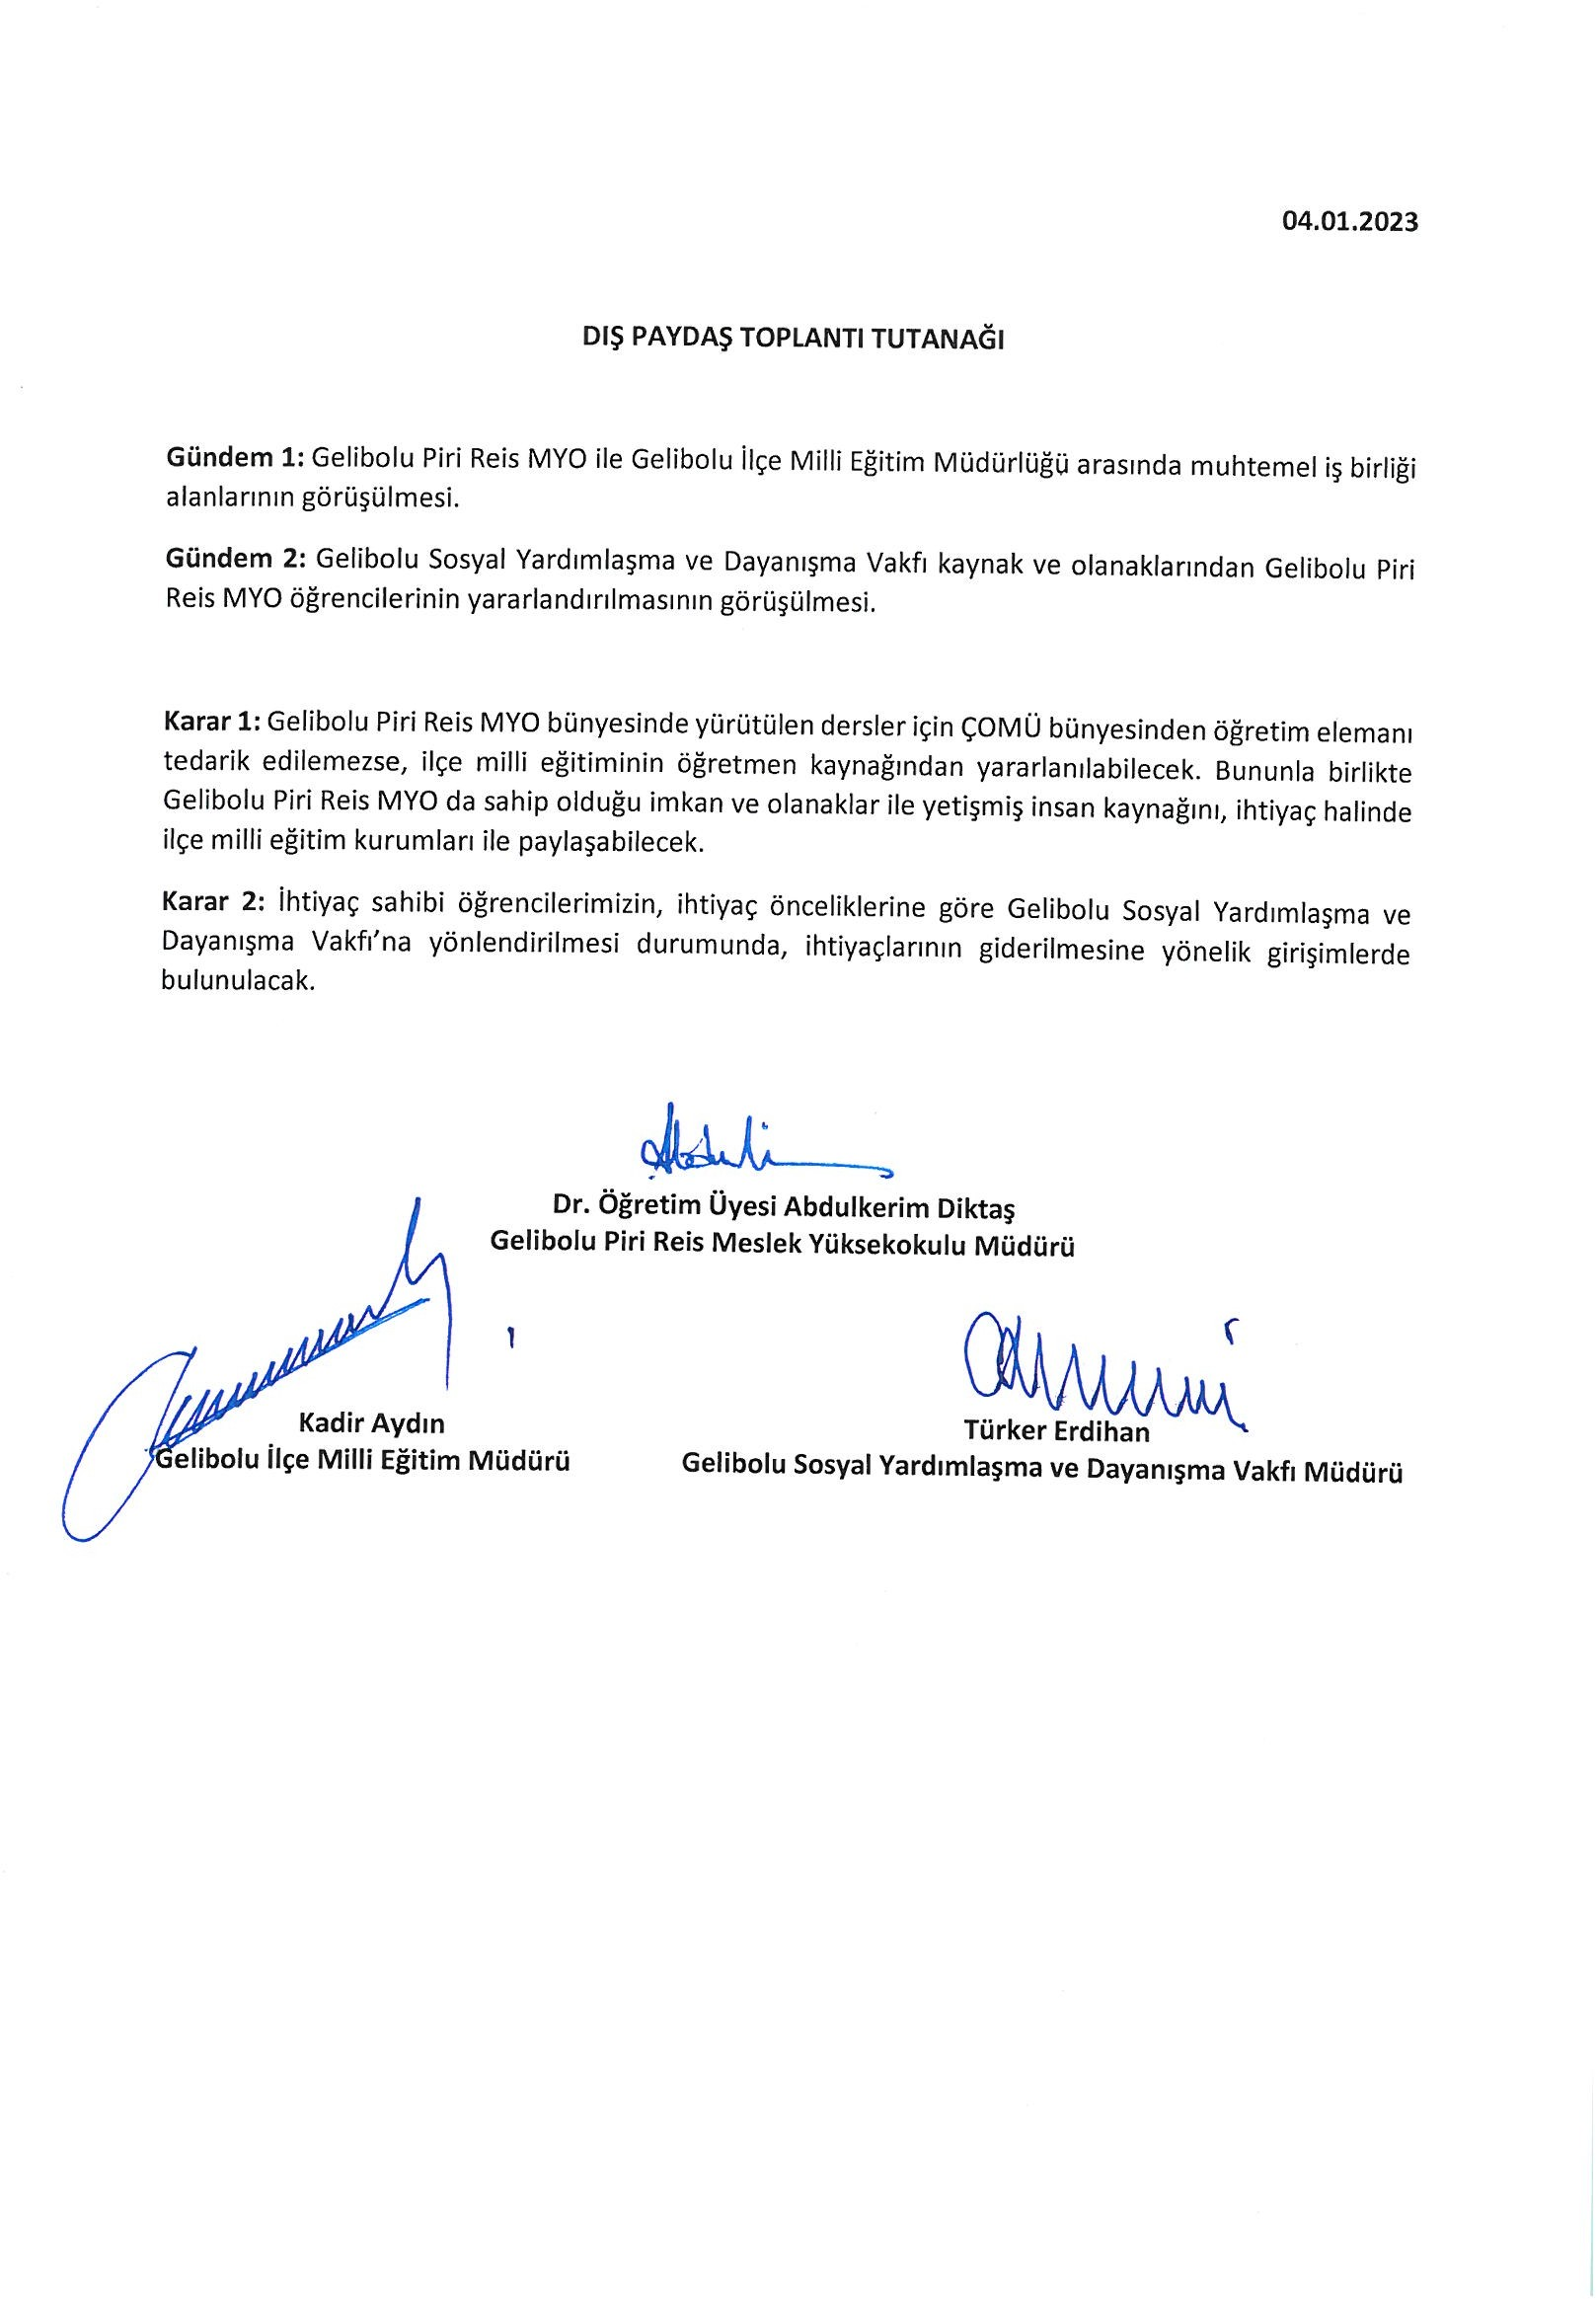 04.01.2023
DIŞ PAYDAŞ TOPLANTI TUTANAĞI
Gündem 1: Gelibolu Piri Reis MYO ile Gelibolu İlçe Milli Eğitim Müdürlüğü arasında muhtemel iş birliği
alanlarının görüşülmesi.
Gündem 2: Gelibolu Sosyal Yardımlaşma ve Dayanışma Vakfı kaynak ve olanaklarından Gelibolu Piri
Reis MYO öğrencilerinin yararlandırılmasının görüşülmesi.
Karar 1: Gelibolu Piri Reis MYO bünyesinde yürütülen dersler için ÇOMÜ bünyesinden öğretim elemanı
tedarik edilemezse, ilçe milli eğitiminin öğretmen kaynağından yararlanılabilecek. Bununla birlikte
Gelibolu Piri Reis MYO da sahip olduğu imkan ve olanaklar ile yetişmiş insan kaynağını, ihtiyaç halinde
ilçe milli eğitim kurumları ile paylaşabilecek.
Karar 2: İhtiyaç sahibi öğrencilerimizin, ihtiyaç önceliklerine göre Gelibolu Sosyal Yardımlaşma ve
Dayanışma Vakfı’na yönlendirilmesi durumunda, ihtiyaçlarının giderilmesine yönelik girişimlerde
bulunulacak.
Dr. Öğretim Üyesi Abdulkerim Diktaş
Gelibolu Piri Reis Meslek Yüksekokulu Müdürü
Kadir Aydın
Gelibolu İlçe Milli Eğitim Müdürü
Türker Erdihan
Gelibolu Sosyal Yardımlaşma ve Dayanışma Vakfı Müdürü